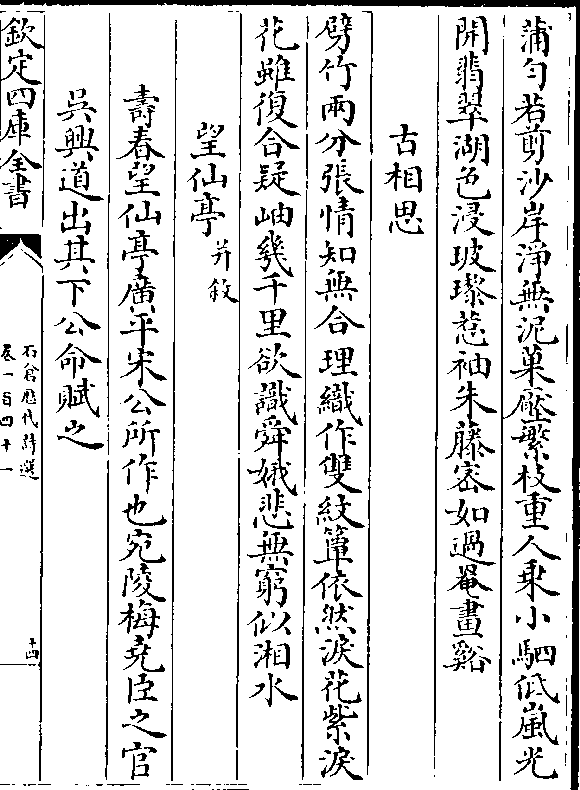 蒲勻若剪沙岸淨無泥菓壓繁枝重人乗小駟低嵐光
開翡翠湖色浸玻瓈惹袖朱藤宻如過罨畫谿
古相思
劈竹兩分張情知無合理織作雙紋簟依然淚花紫淚
花雖復合疑岫幾千里欲識舜娥悲無窮似湘水
望仙亭并敘
壽春望仙亭廣平宋公所作也宛陵梅堯臣之官
吳興道出其下公命賦之
欽定四庫全書
石倉歷代詩選
卷一百四十一
十四